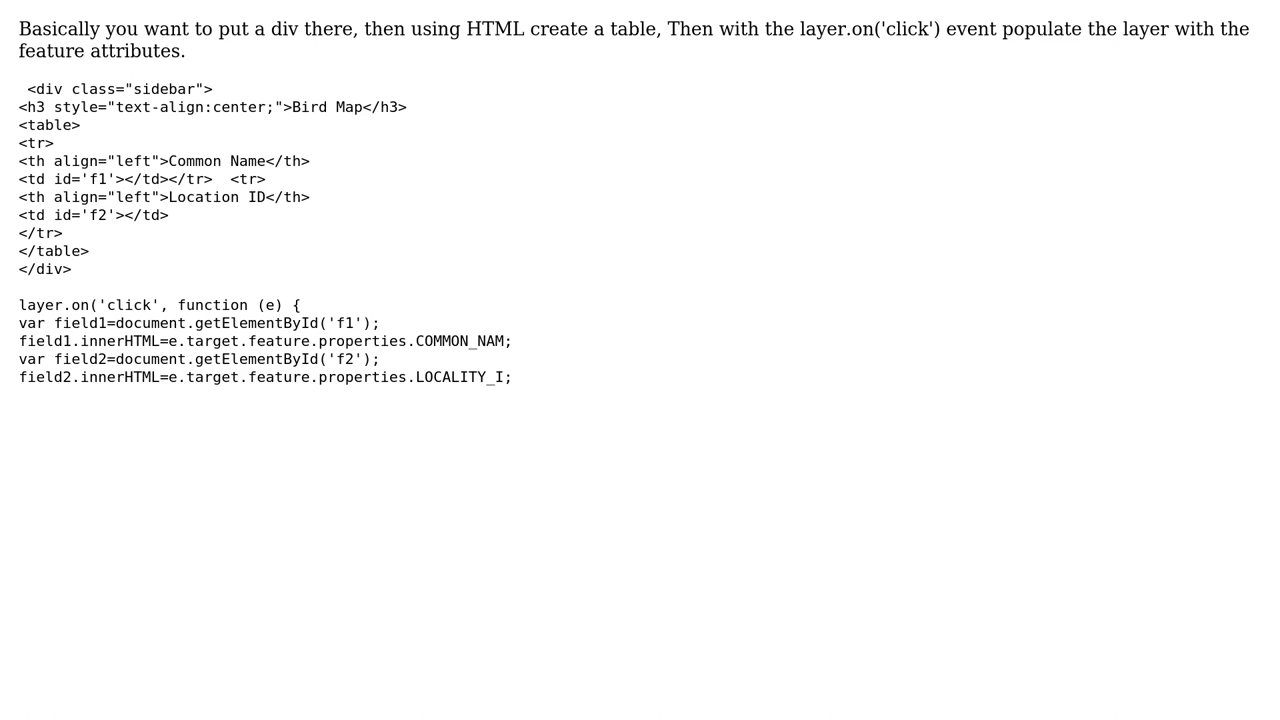 Basically you want to put a div there, then using HTML create a table, Then with the layer.on('click') event populate the layer with the
feature attributes.
<div class="sidebar">
<h3 style="text-align:center;">Bird Map</h3>
<table>
<tr>
<th align="left">Common Name</th>
<td id='f1'></td></tr>  <tr>
<th align="left">Location ID</th>
<td id='f2'></td>
</tr>
</table>
</div>
layer.on('click', function (e) {
var field1=document.getElementById('f1');
field1.innerHTML=e.target.feature.properties.COMMON_NAM;
var field2=document.getElementById('f2');
field2.innerHTML=e.target.feature.properties.LOCALITY_I;